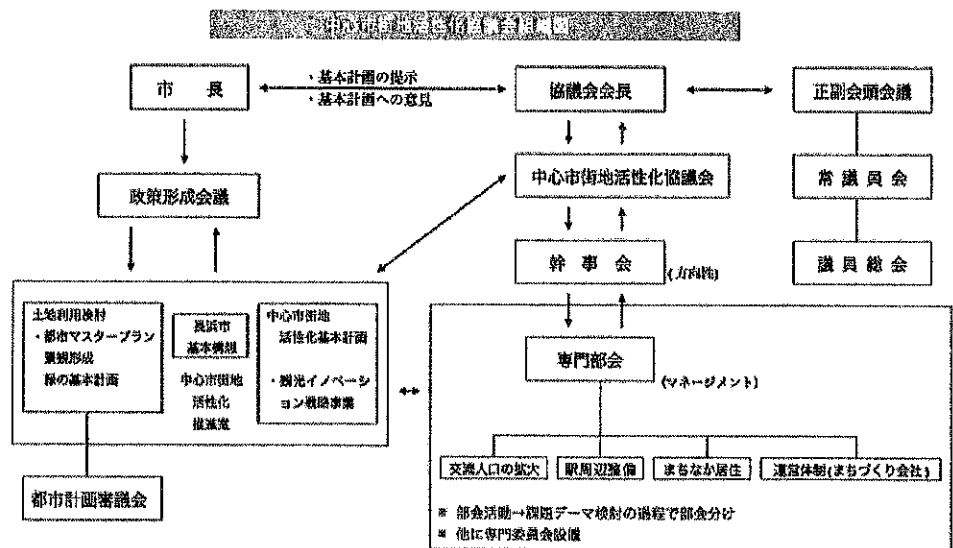 中心市街地活性化協議会組織図
市 長
・基本計画の提示
・基本計画への意見
協議会会長
正副会頭会議
政策形成会議
中心市街地活性化協議会
常 議 員 会
幹 事 会
(方向性)
議 員 総 会
土地利用検討
・都市マスタープラン
景観形成
緑の基本計画
長浜市
基本構想
中心市街地
活性化
推進室
中心市街地
活性化基本計画
・観光イノベーシ
ョン戦略事業
専門部会
(マネージメント)
交流人口の拡大
駅周辺整備
まちなか居住
運営体制(まちづくり会社)
都市計画審議会
※ 部会活動→課題テーマ検討の過程で部会分け
※ 他に専門委員会設置